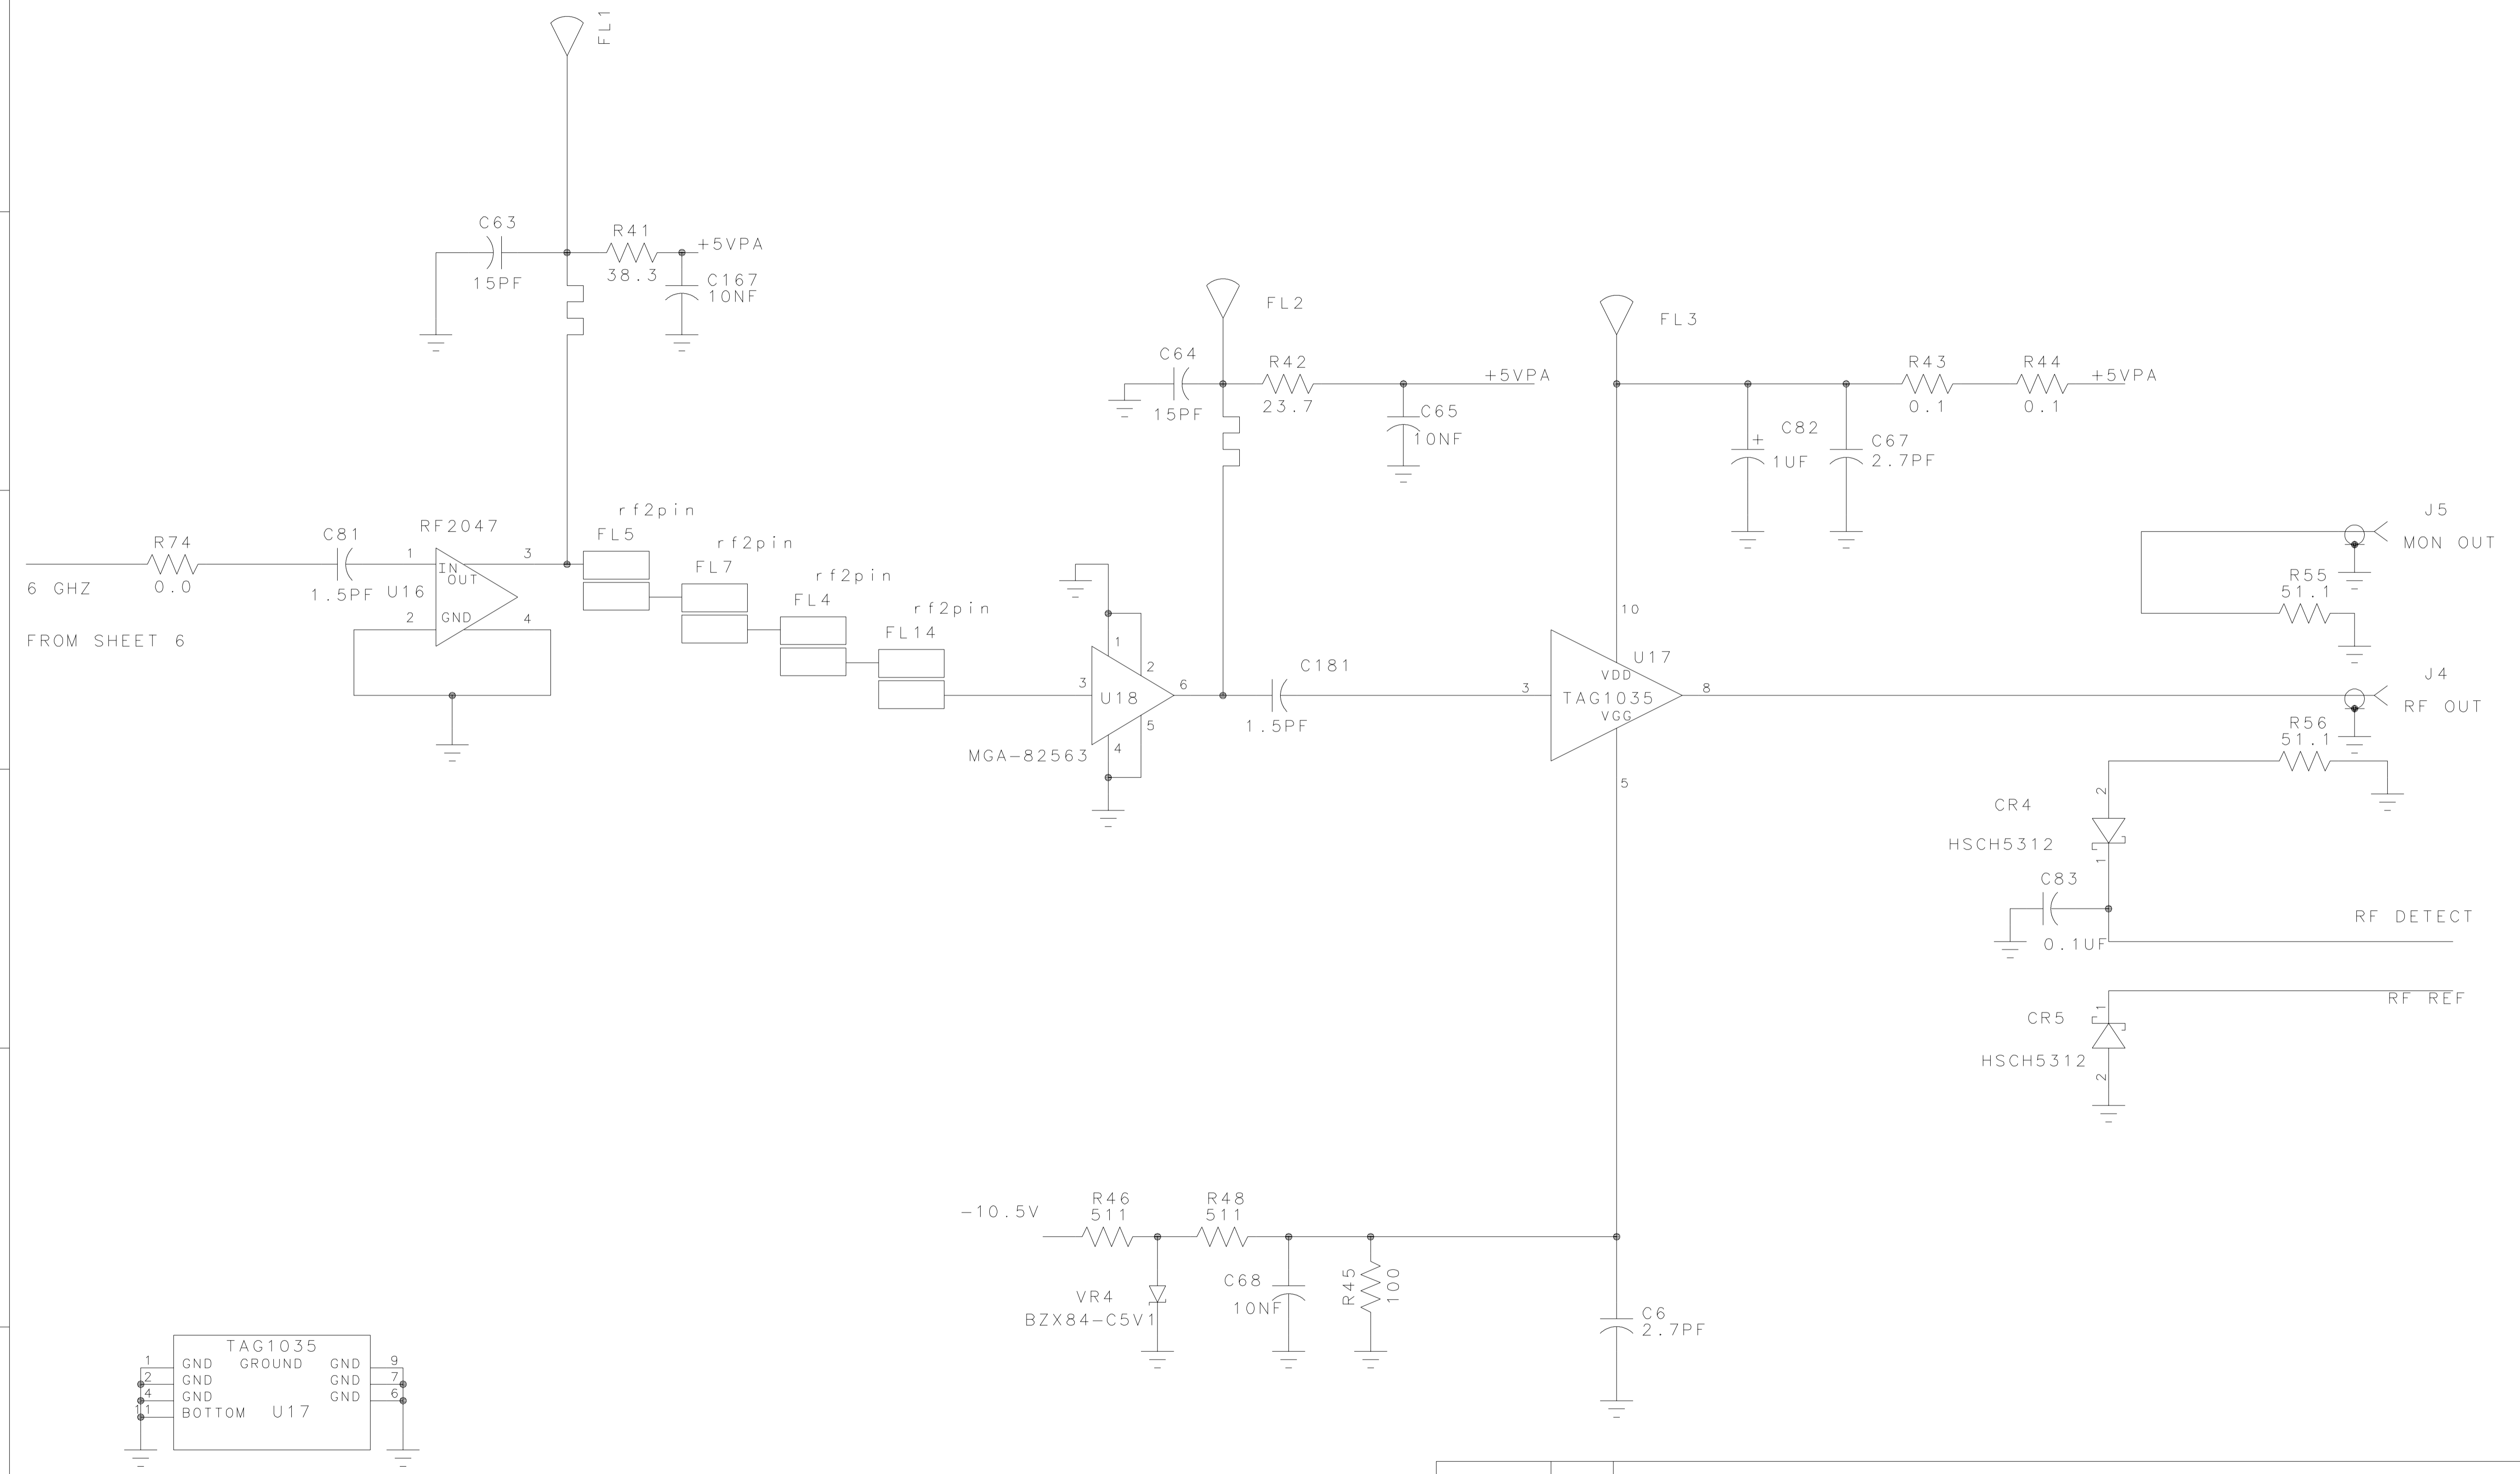 FL1
C63
15PF
R41
38.3
+5VPA
C167
10NF
FL2
C64
15PF
R42
23.7
+5VPA
C65
10NF
FL3
R43
0.1
R44
0.1
+5VPA
C82
+
1UF
C67
2.7PF
6 GHZ
FROM SHEET 6
R74
0.0
C81
1.5PF
RF2047
U16
1
IN
OUT
3
2
GND
4
rf2pin
FL5
rf2pin
FL7
rf2pin
FL4
rf2pin
FL14
1
2
3
U18
6
5
4
MGA-82563
C181
1.5PF
10
U17
VDD
3
TAG1035
8
VGG
5
J5
MON OUT
R55
51.1
J4
RF OUT
R56
51.1
2
CR4
HSCH5312
1
C83
0.1UF
RF DETECT
RF REF
1
CR5
HSCH5312
2
-10.5V
R46
511
R48
511
VR4
BZX84-C5V1
C68
10NF
R45
100
C6
2.7PF
TAG1035
1 GND GROUND GND 9
2 GND GND 7
4 GND GND 6
11 BOTTOM U17